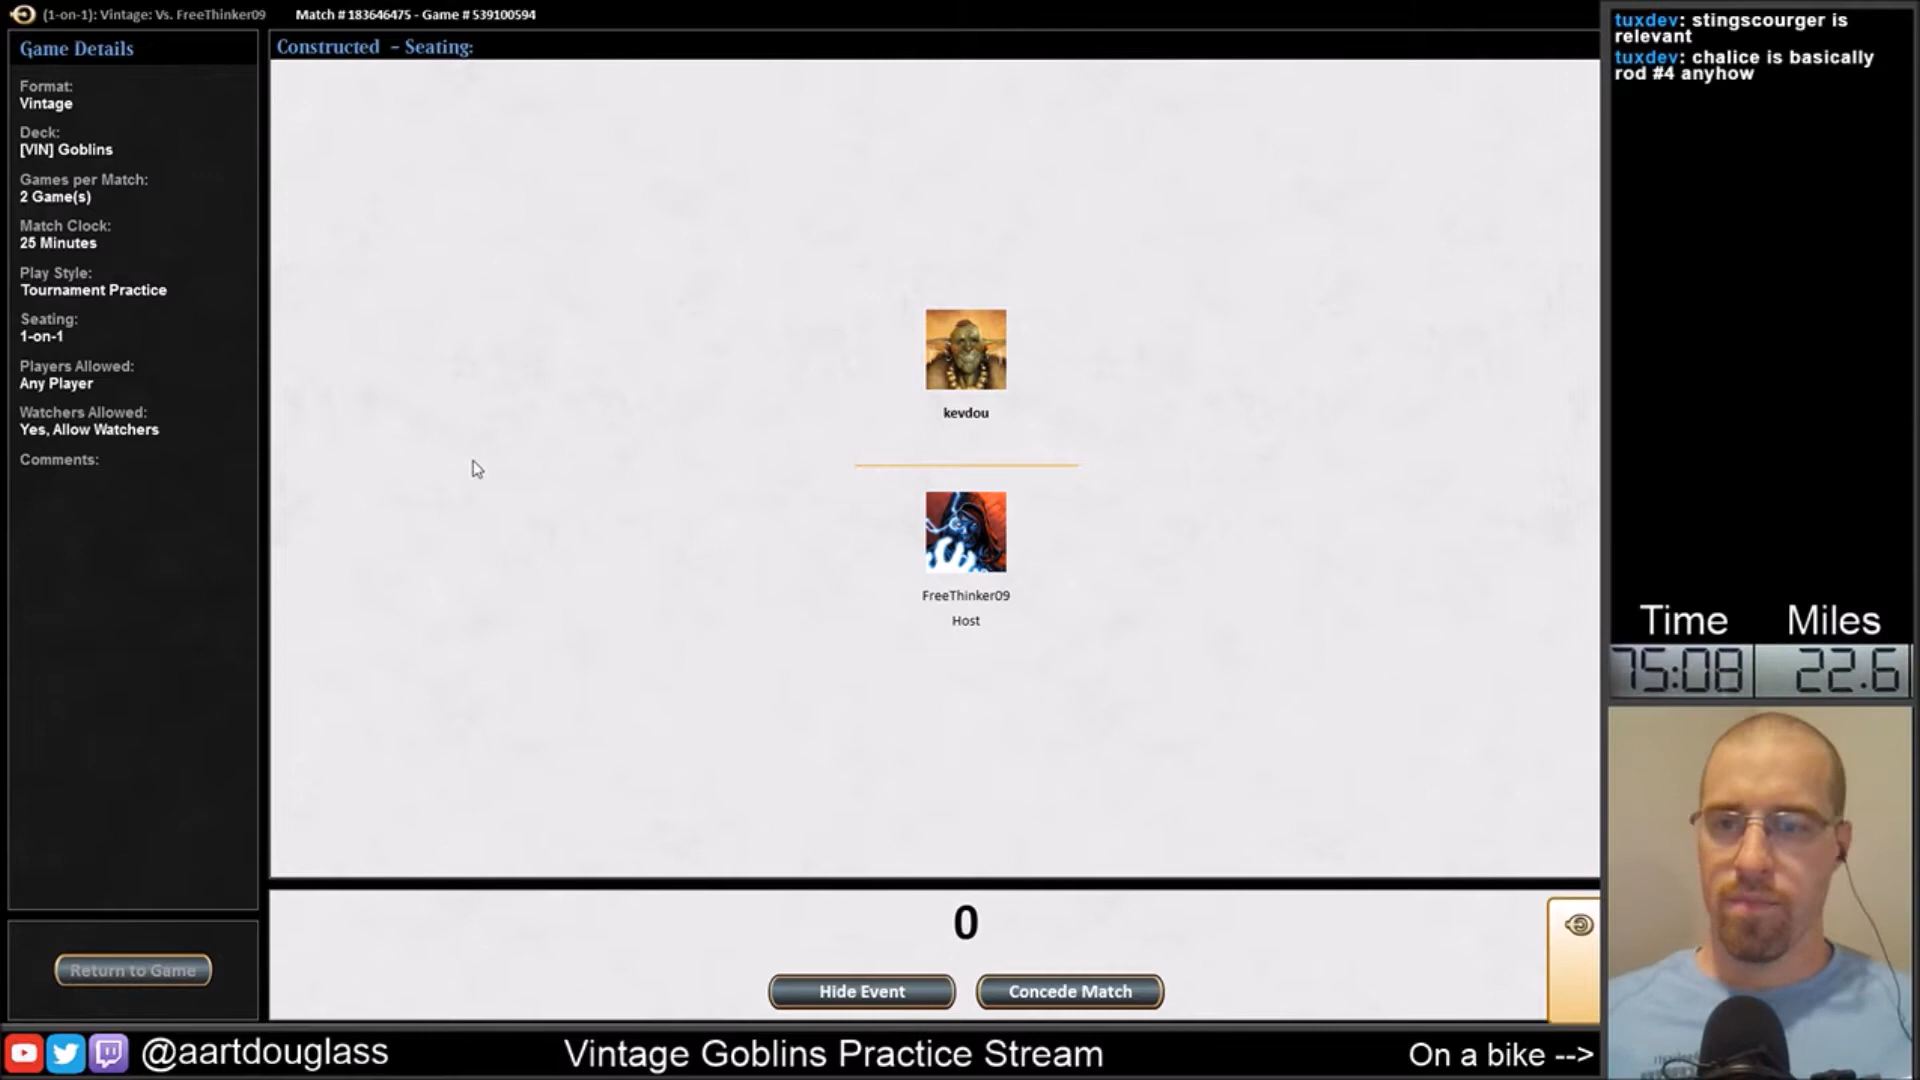 (1-on-1): Vintage: Vs. FreeThinker09 Match # 183646475 - Game # 539100594
Game Details
Format:
Vintage
Deck:
[VIN] Goblins
Games per Match:
2 Game(s)
Match Clock:
25 Minutes
Play Style:
Tournament Practice
Seating:
1-on-1
Players Allowed:
Any Player
Watchers Allowed:
Yes, Allow Watchers
Comments:
Return to Game
Constructed - Seating:
kevdou
FreeThinker09
Host
0
Hide Event Concede Match
tuxdev: stingscourger is
relevant
tuxdev: chalice is basically
rod #4 anyhow
Time Miles
75:08 22.6
@aartdouglass Vintage Goblins Practice Stream On a bike -->